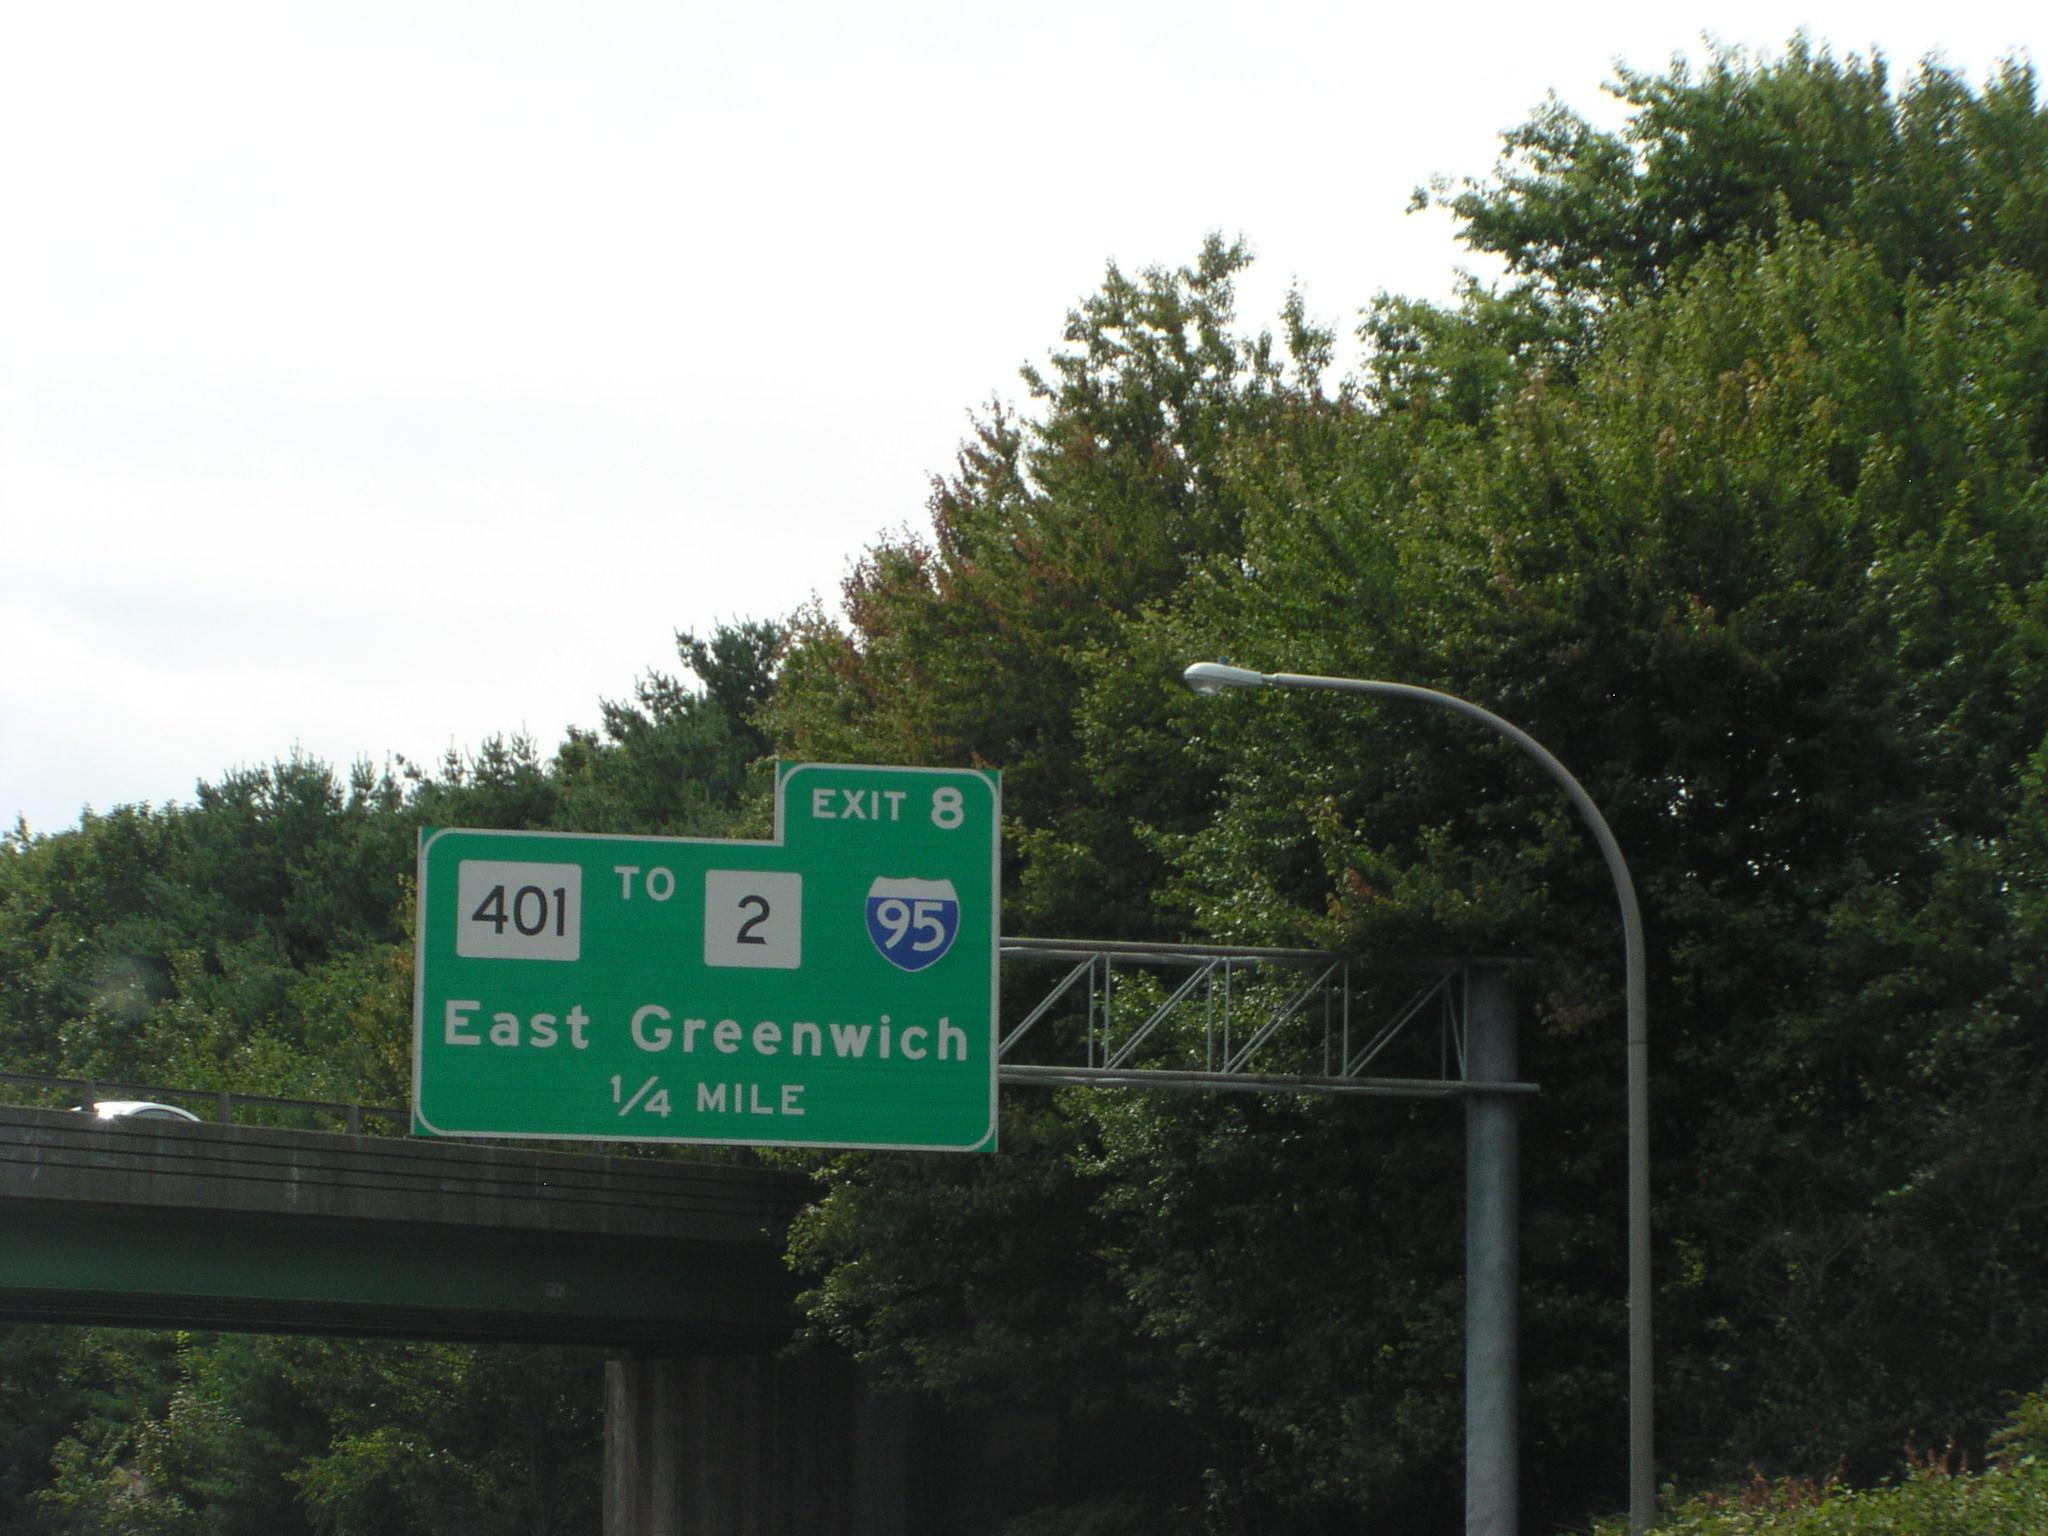 EXIT 8
401 TO 2 95
East Greenwich
1/4 MILE